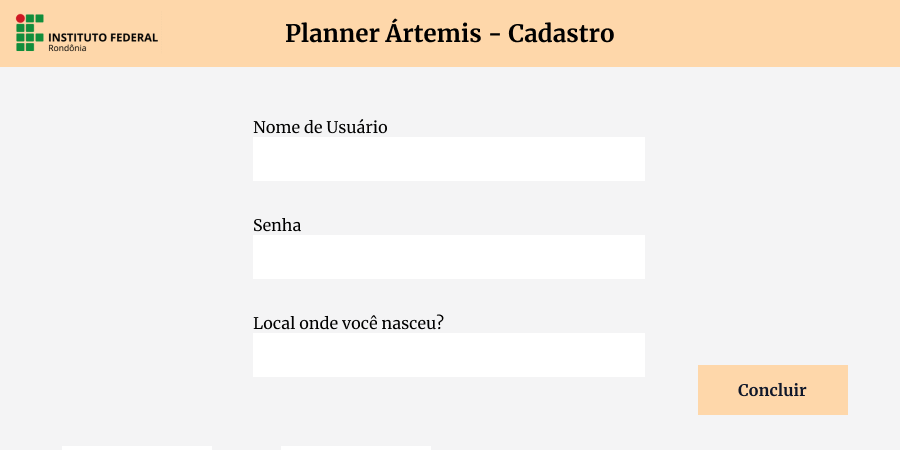 INSTITUTO FEDERAL
Rondônia
Planner Ártemis - Cadastro
Nome de Usuário
Senha
Local onde você nasceu?
Concluir